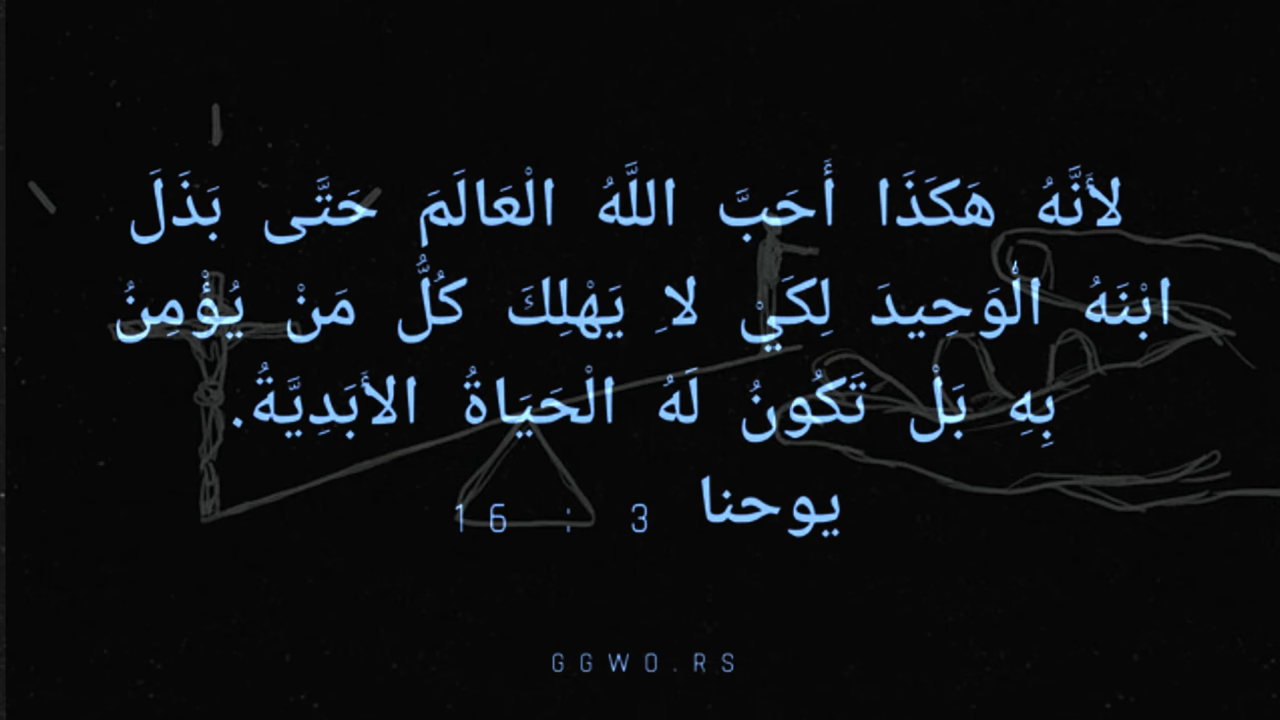 لأَنَّهُ هَكَذَا أَحَبَّ اللَّهُ الْعَالَمَ حَتَّى بَذَلَ
ابْنَهُ الْوَحِيدَ لِكَيْ لاَ يَهْلِكَ كُلُّ مَنْ يُؤْمِنُ
بِهِ بَلْ تَكُونُ لَهُ الْحَيَاةُ الأَبَدِيَّةُ.
يوحنا 3 : 16
GGWO.RS